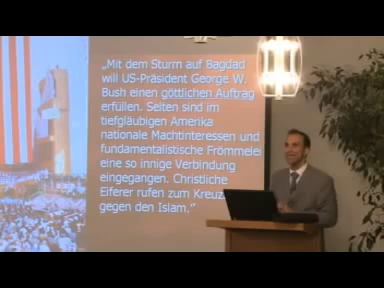 „Mit dem Sturm auf Bagdad
will US-Präsident George W.
Bush einen göttlichen Auftrag
erfüllen. Selten sind im
tiefgläubigen Amerika
nationale Machtinteressen und
fundamentalistische Frömmelei
eine so innige Verbindung
eingegangen. Christliche
Eiferer rufen zum Kreuz
gegen den Islam.“